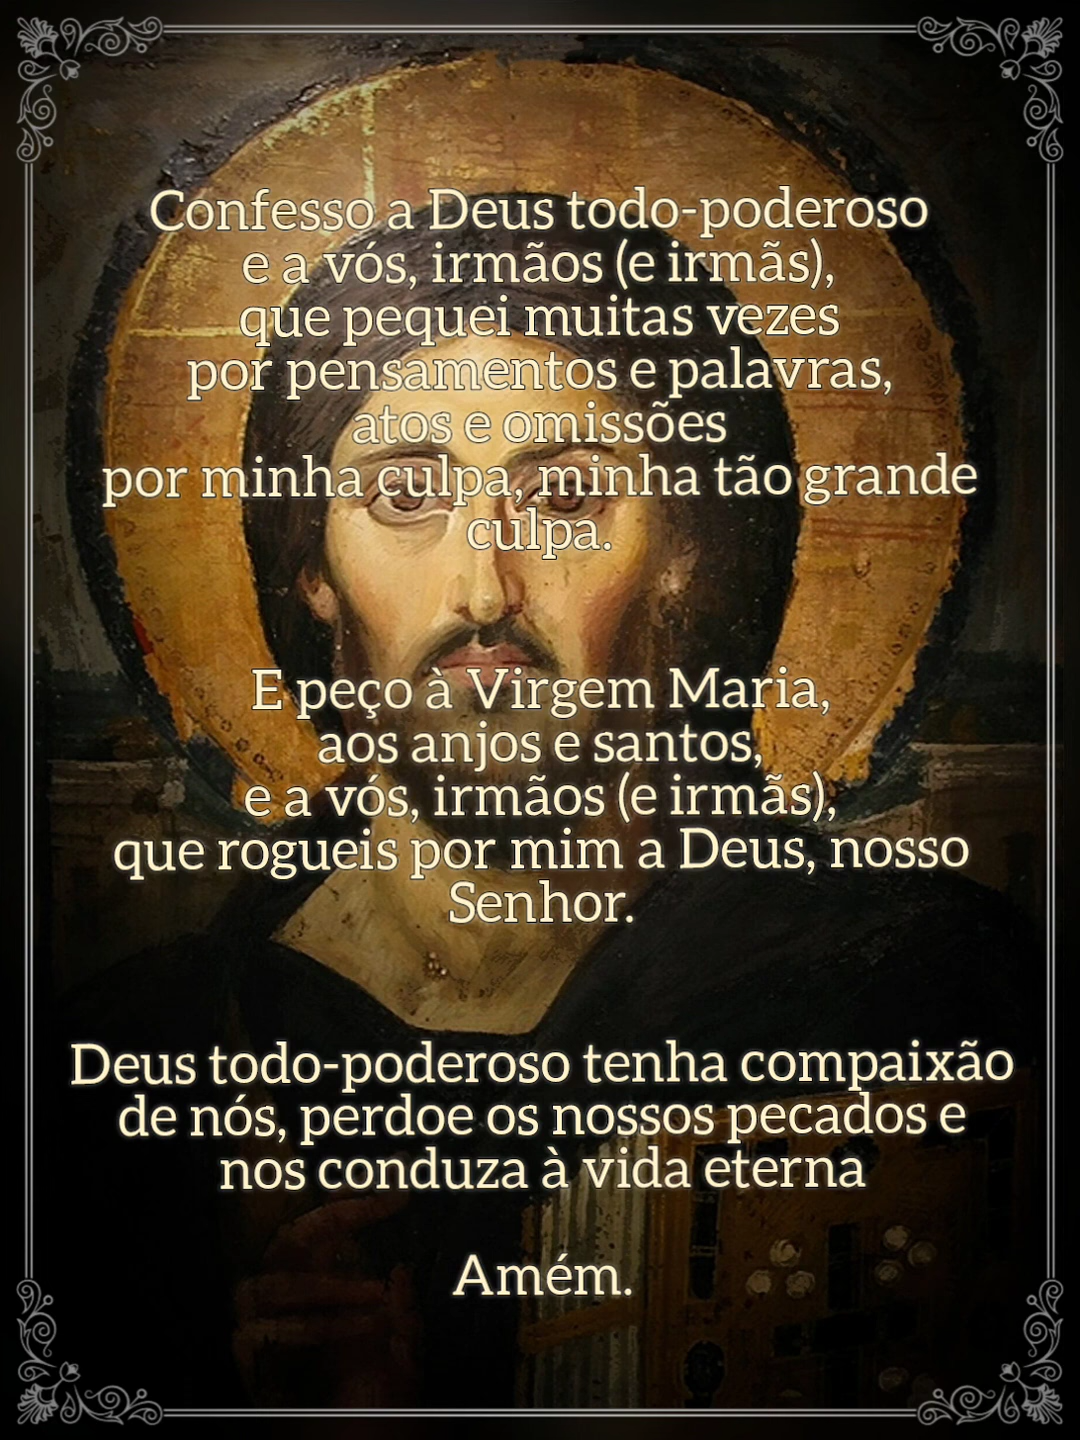 Confesso a Deus todo-poderoso
e a vós, irmãos (e irmãs),
que pequei muitas vezes
por pensamentos e palavras,
atos e omissões
por minha culpa, minha tão grande
culpa.
E peço à Virgem Maria,
aos anjos e santos,
e a vós, irmãos (e irmãs),
que rogueis por mim a Deus, nosso
Senhor.
Deus todo-poderoso tenha compaixão
de nós, perdoe os nossos pecados e
nos conduza à vida eterna
Amém.